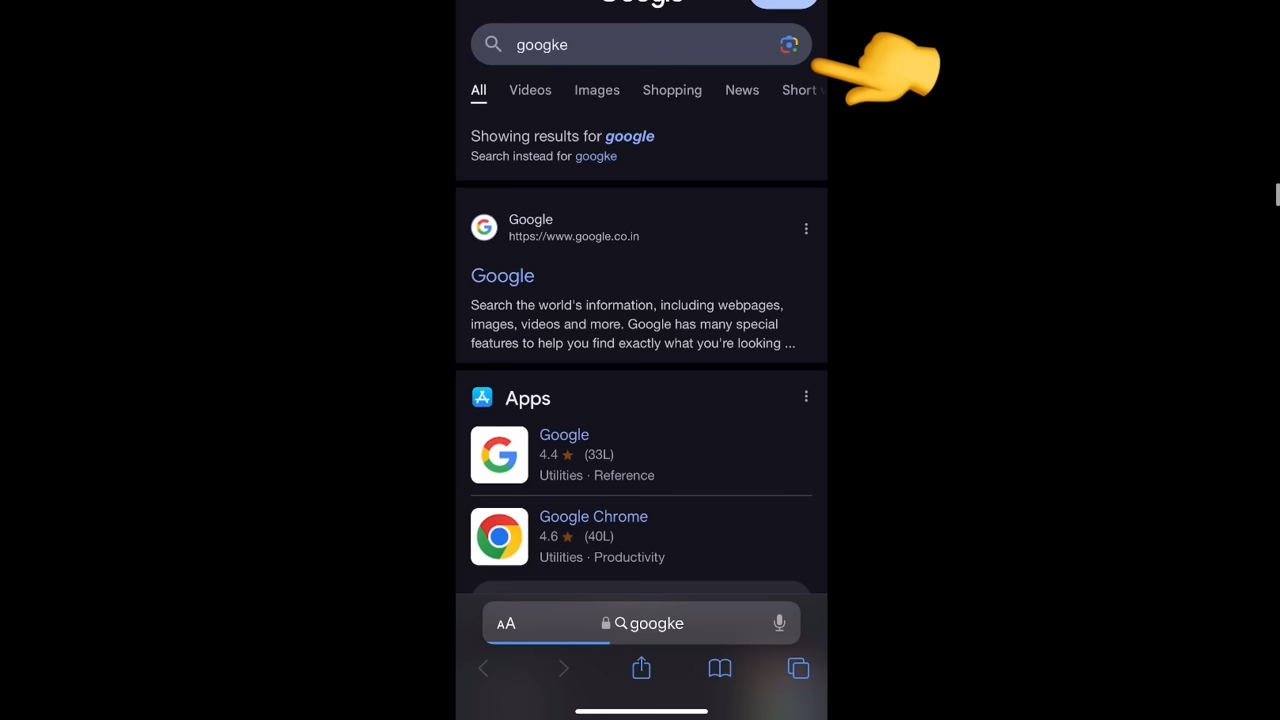 Google
googke
All Videos Images Shopping News Short
Showing results for google
Search instead for googke
Google
https://www.google.co.in
Google
Search the world's information, including webpages,
images, videos and more. Google has many special
features to help you find exactly what you're looking ...
Apps
Google
4.4 ★ (33L)
Utilities · Reference
Google Chrome
4.6 ★ (40L)
Utilities · Productivity
AA googke